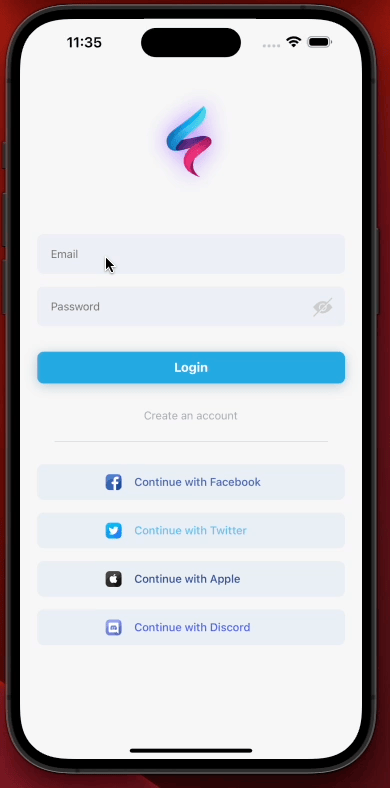 11:35
Email
Password
Login
Create an account
Continue with Facebook
Continue with Twitter
Continue with Apple
Continue with Discord